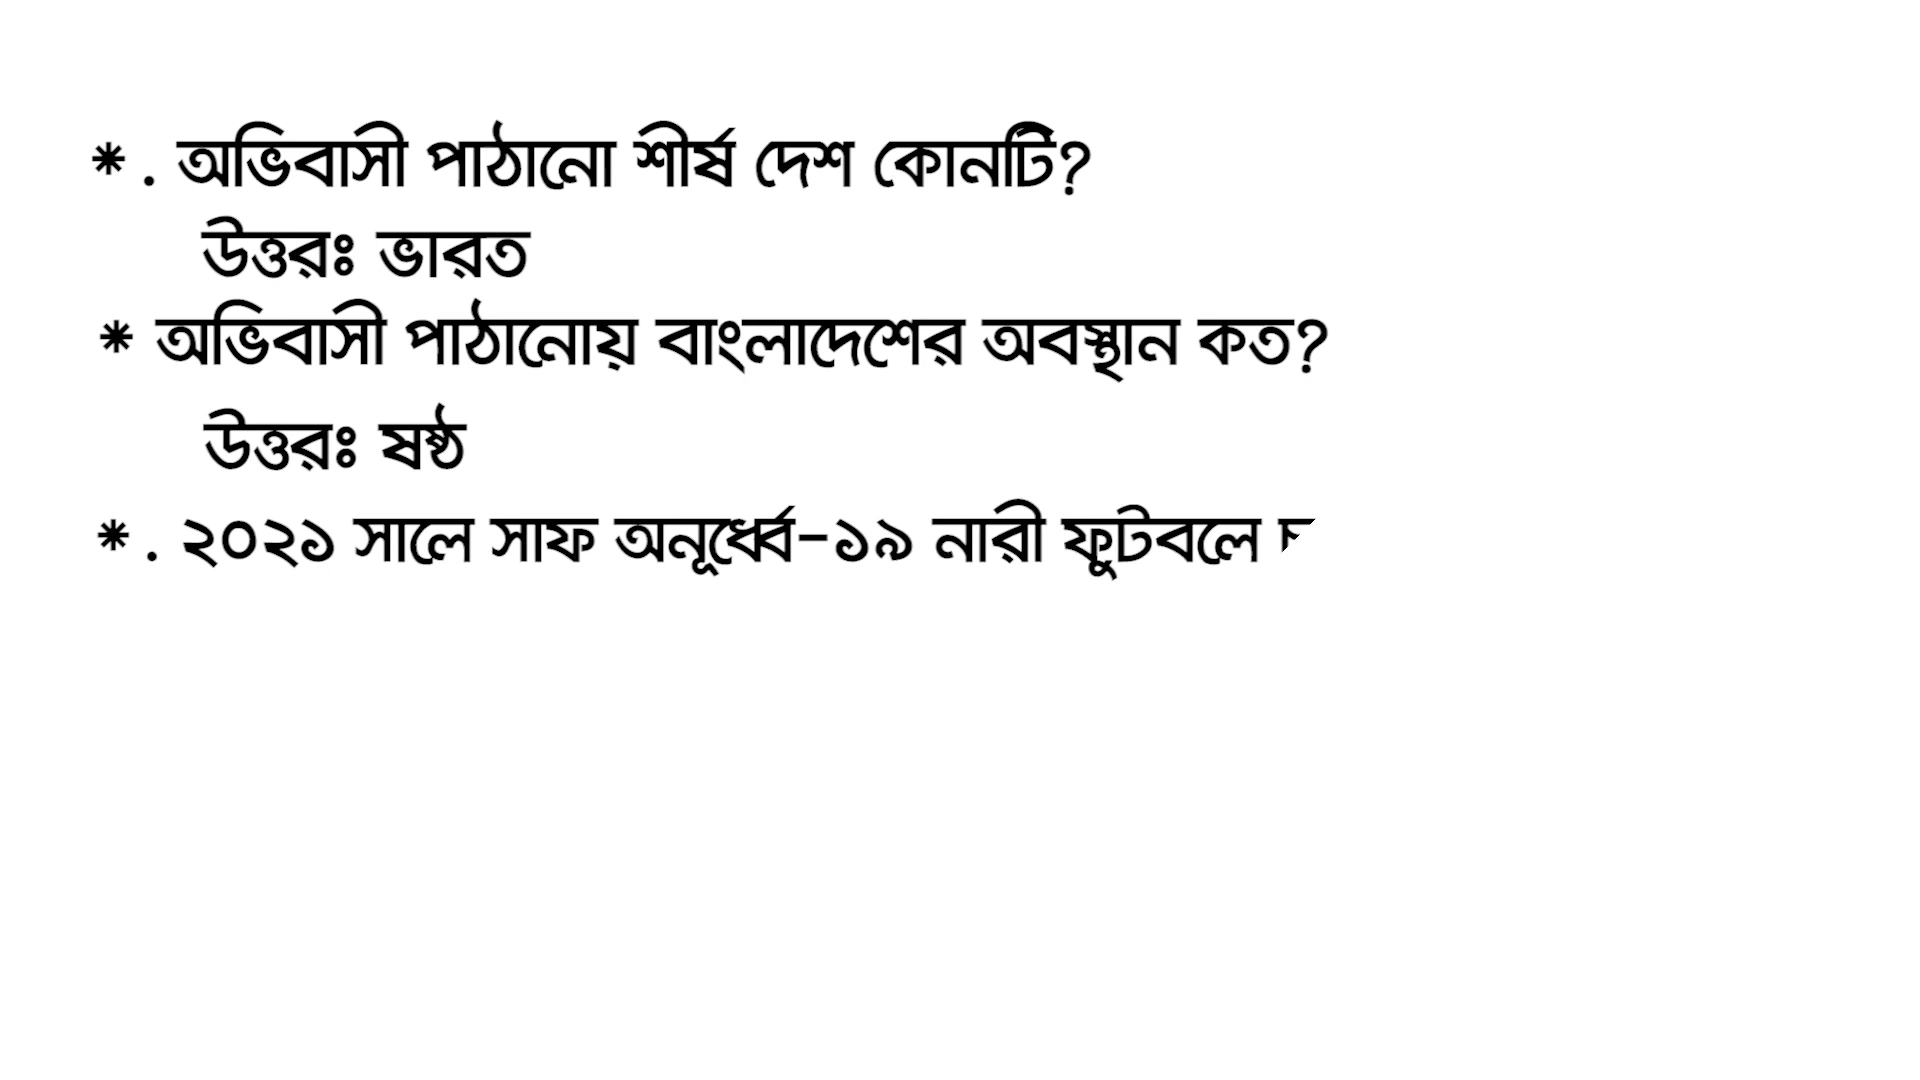 * . অভিবাসী পাঠানো শীর্ষ দেশ কোনটি?
উত্তরঃ ভারত
* অভিবাসী পাঠানোয় বাংলাদেশের অবস্থান কত?
উত্তরঃ ষষ্ঠ
* . ২০২১ সালে সাফ অনূর্ধ্বে-১৯ নারী ফুটবলে